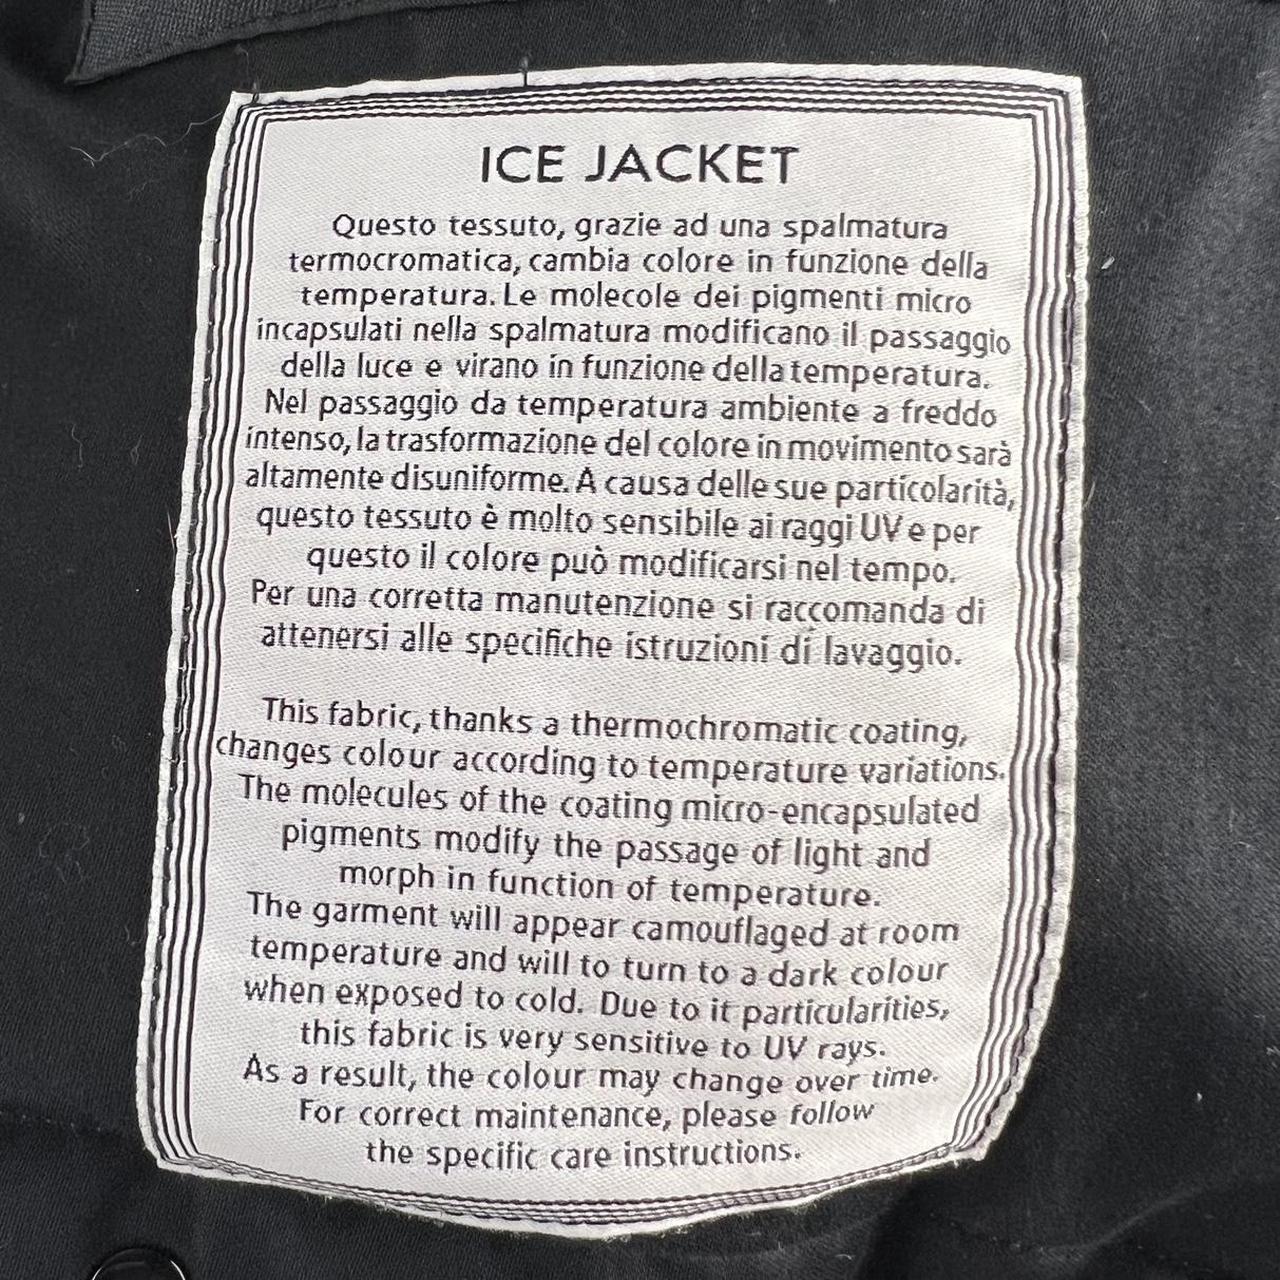 ICE JACKET
Questo tessuto, grazie ad una spalmatura
termocromatica, cambia colore in funzione della
temperatura. Le molecole dei pigmenti micro
incapsulati nella spalmatura modificano il passaggio
della luce e virano in funzione della temperatura.
Nel passaggio da temperatura ambiente a freddo
intenso, la trasformazione del colore in movimento sarà
altamente disuniforme. A causa delle sue particolarità,
questo tessuto è molto sensibile ai raggi UV e per
questo il colore può modificarsi nel tempo.
Per una corretta manutenzione si raccomanda di
attenersi alle specifiche istruzioni di lavaggio.
This fabric, thanks a thermochromatic coating,
changes colour according to temperature variations.
The molecules of the coating micro-encapsulated
pigments modify the passage of light and
morph in function of temperature.
The garment will appear camouflaged at room
temperature and will to turn to a dark colour
when exposed to cold. Due to it particularities,
this fabric is very sensitive to UV rays.
As a result, the colour may change over time.
For correct maintenance, please follow
the specific care instructions.